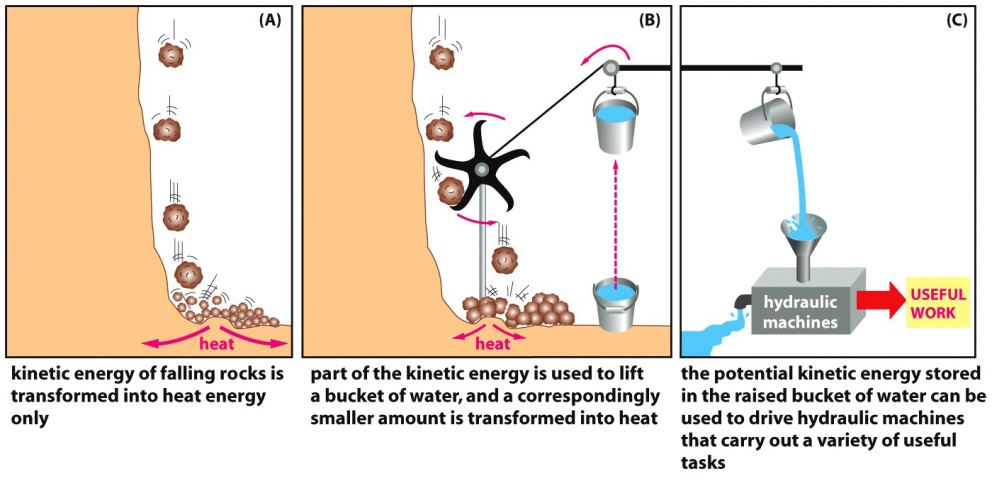 (A)
heat
kinetic energy of falling rocks is
transformed into heat energy
only
(B)
heat
part of the kinetic energy is used to lift
a bucket of water, and a correspondingly
smaller amount is transformed into heat
(C)
hydraulic
machines
USEFUL
WORK
the potential kinetic energy stored
in the raised bucket of water can be
used to drive hydraulic machines
that carry out a variety of useful
tasks